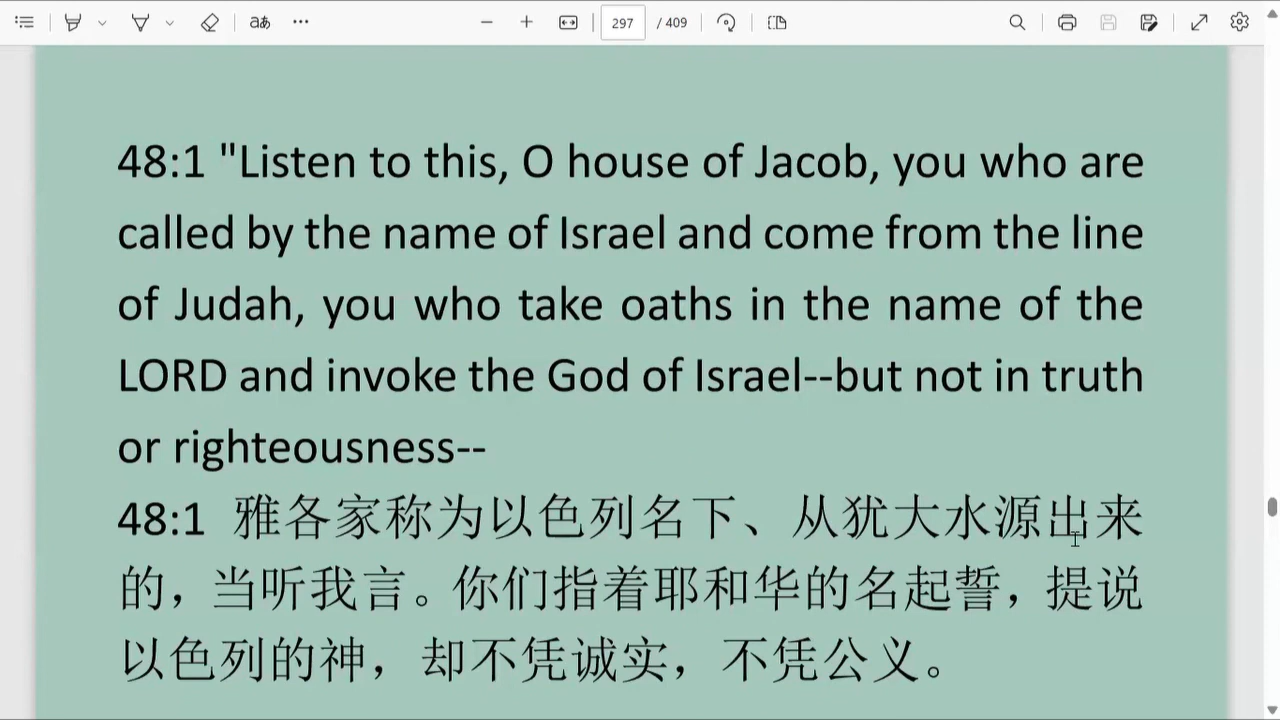 aあ
297 / 409
48:1 "Listen to this, O house of Jacob, you who are
called by the name of Israel and come from the line
of Judah, you who take oaths in the name of the
LORD and invoke the God of Israel--but not in truth
or righteousness--
48:1 雅各家称为以色列名下、从犹大水源出来
的，当听我言。你们指着耶和华的名起誓，提说
以色列的神，却不凭诚实，不凭公义。